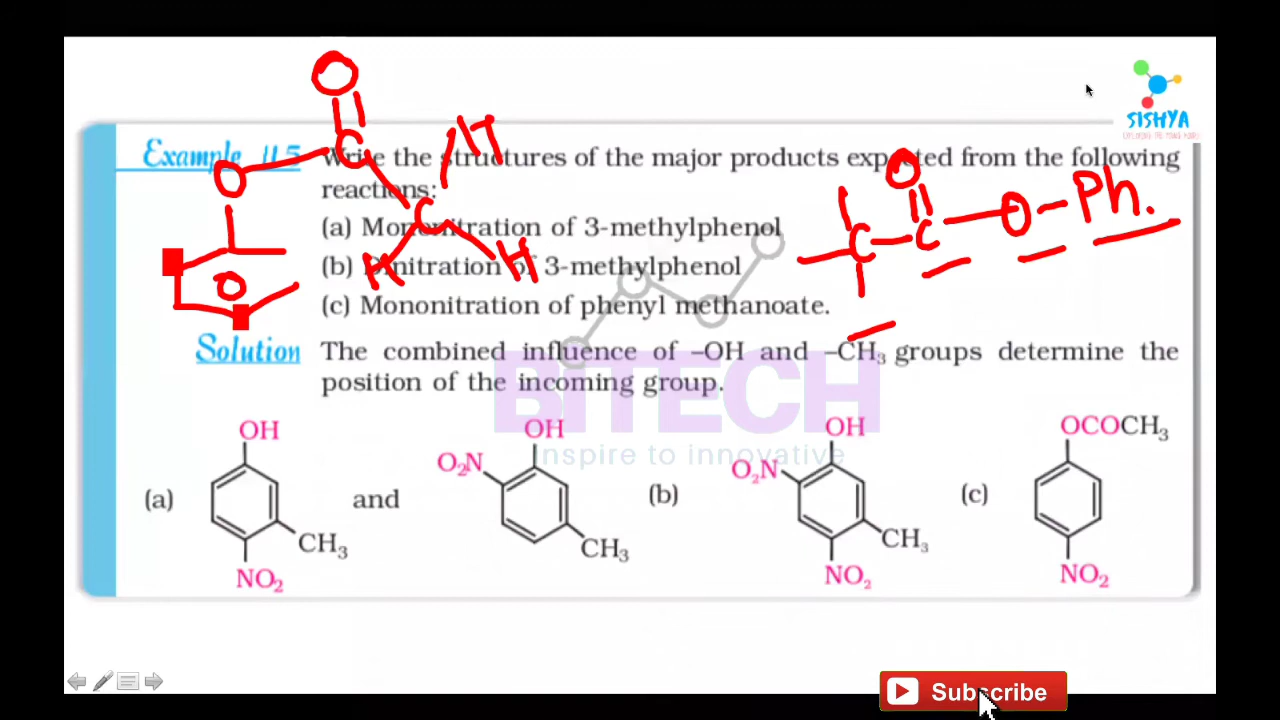 SISHYA
Example 11.5 Write the structures of the major products expected from the following
reactions:
(a) Mononitration of 3-methylphenol
(b) Dinitration of 3-methylphenol
(c) Mononitration of phenyl methanoate.
O
C
O
C
H
H
O
O
C C O Ph.
Solution The combined influence of –OH and –CH₃ groups determine the
position of the incoming group.
BiTECH
Inspire to innovative
(a)
OH
CH₃
NO₂
and
OH
O₂N
CH₃
(b)
OH
O₂N
CH₃
NO₂
(c)
OCOCH₃
NO₂
Subscribe